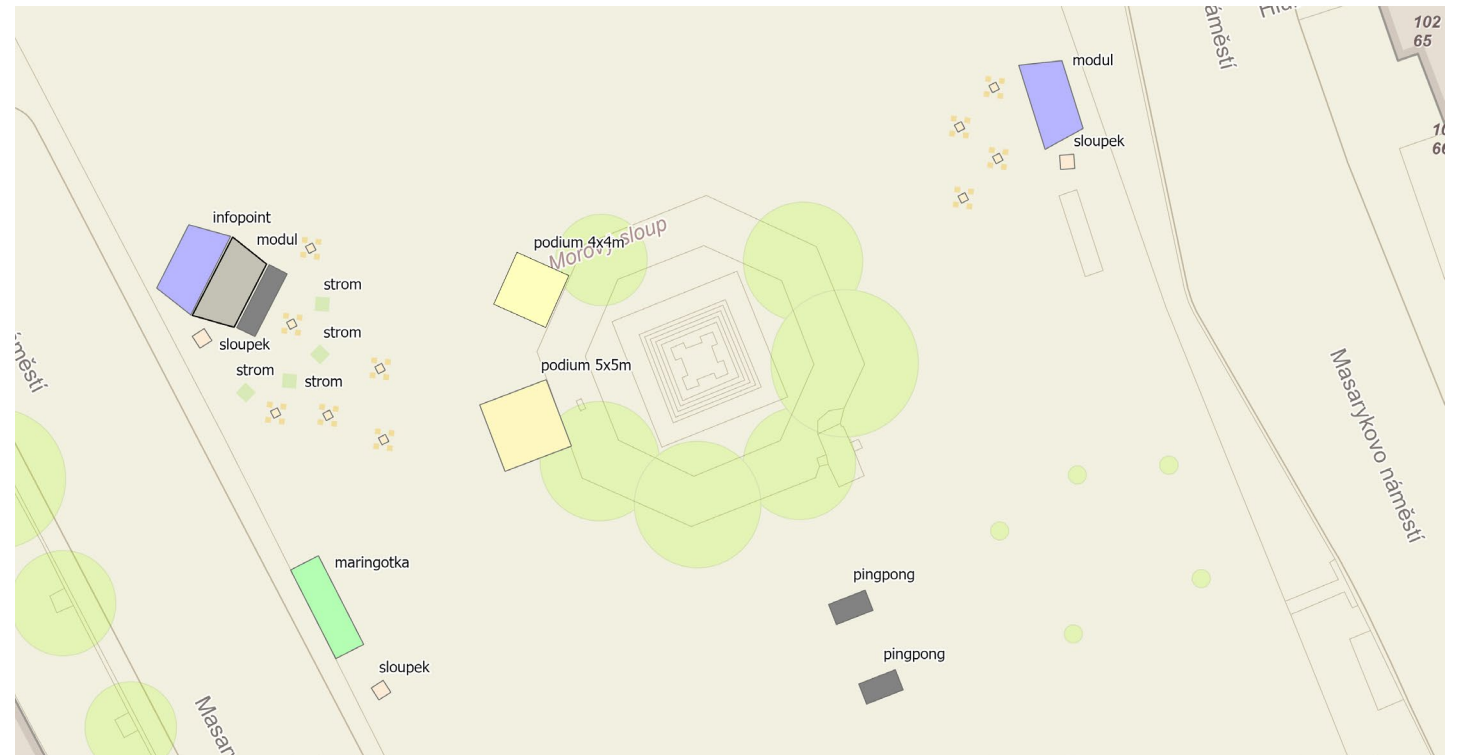 102
65
náměstí
modul
sloupek
infopoint
modul
podium 4x4m
Morový sloup
strom
strom
sloupek
strom
strom
podium 5x5m
Masarykovo náměstí
maringotka
pingpong
sloupek
pingpong